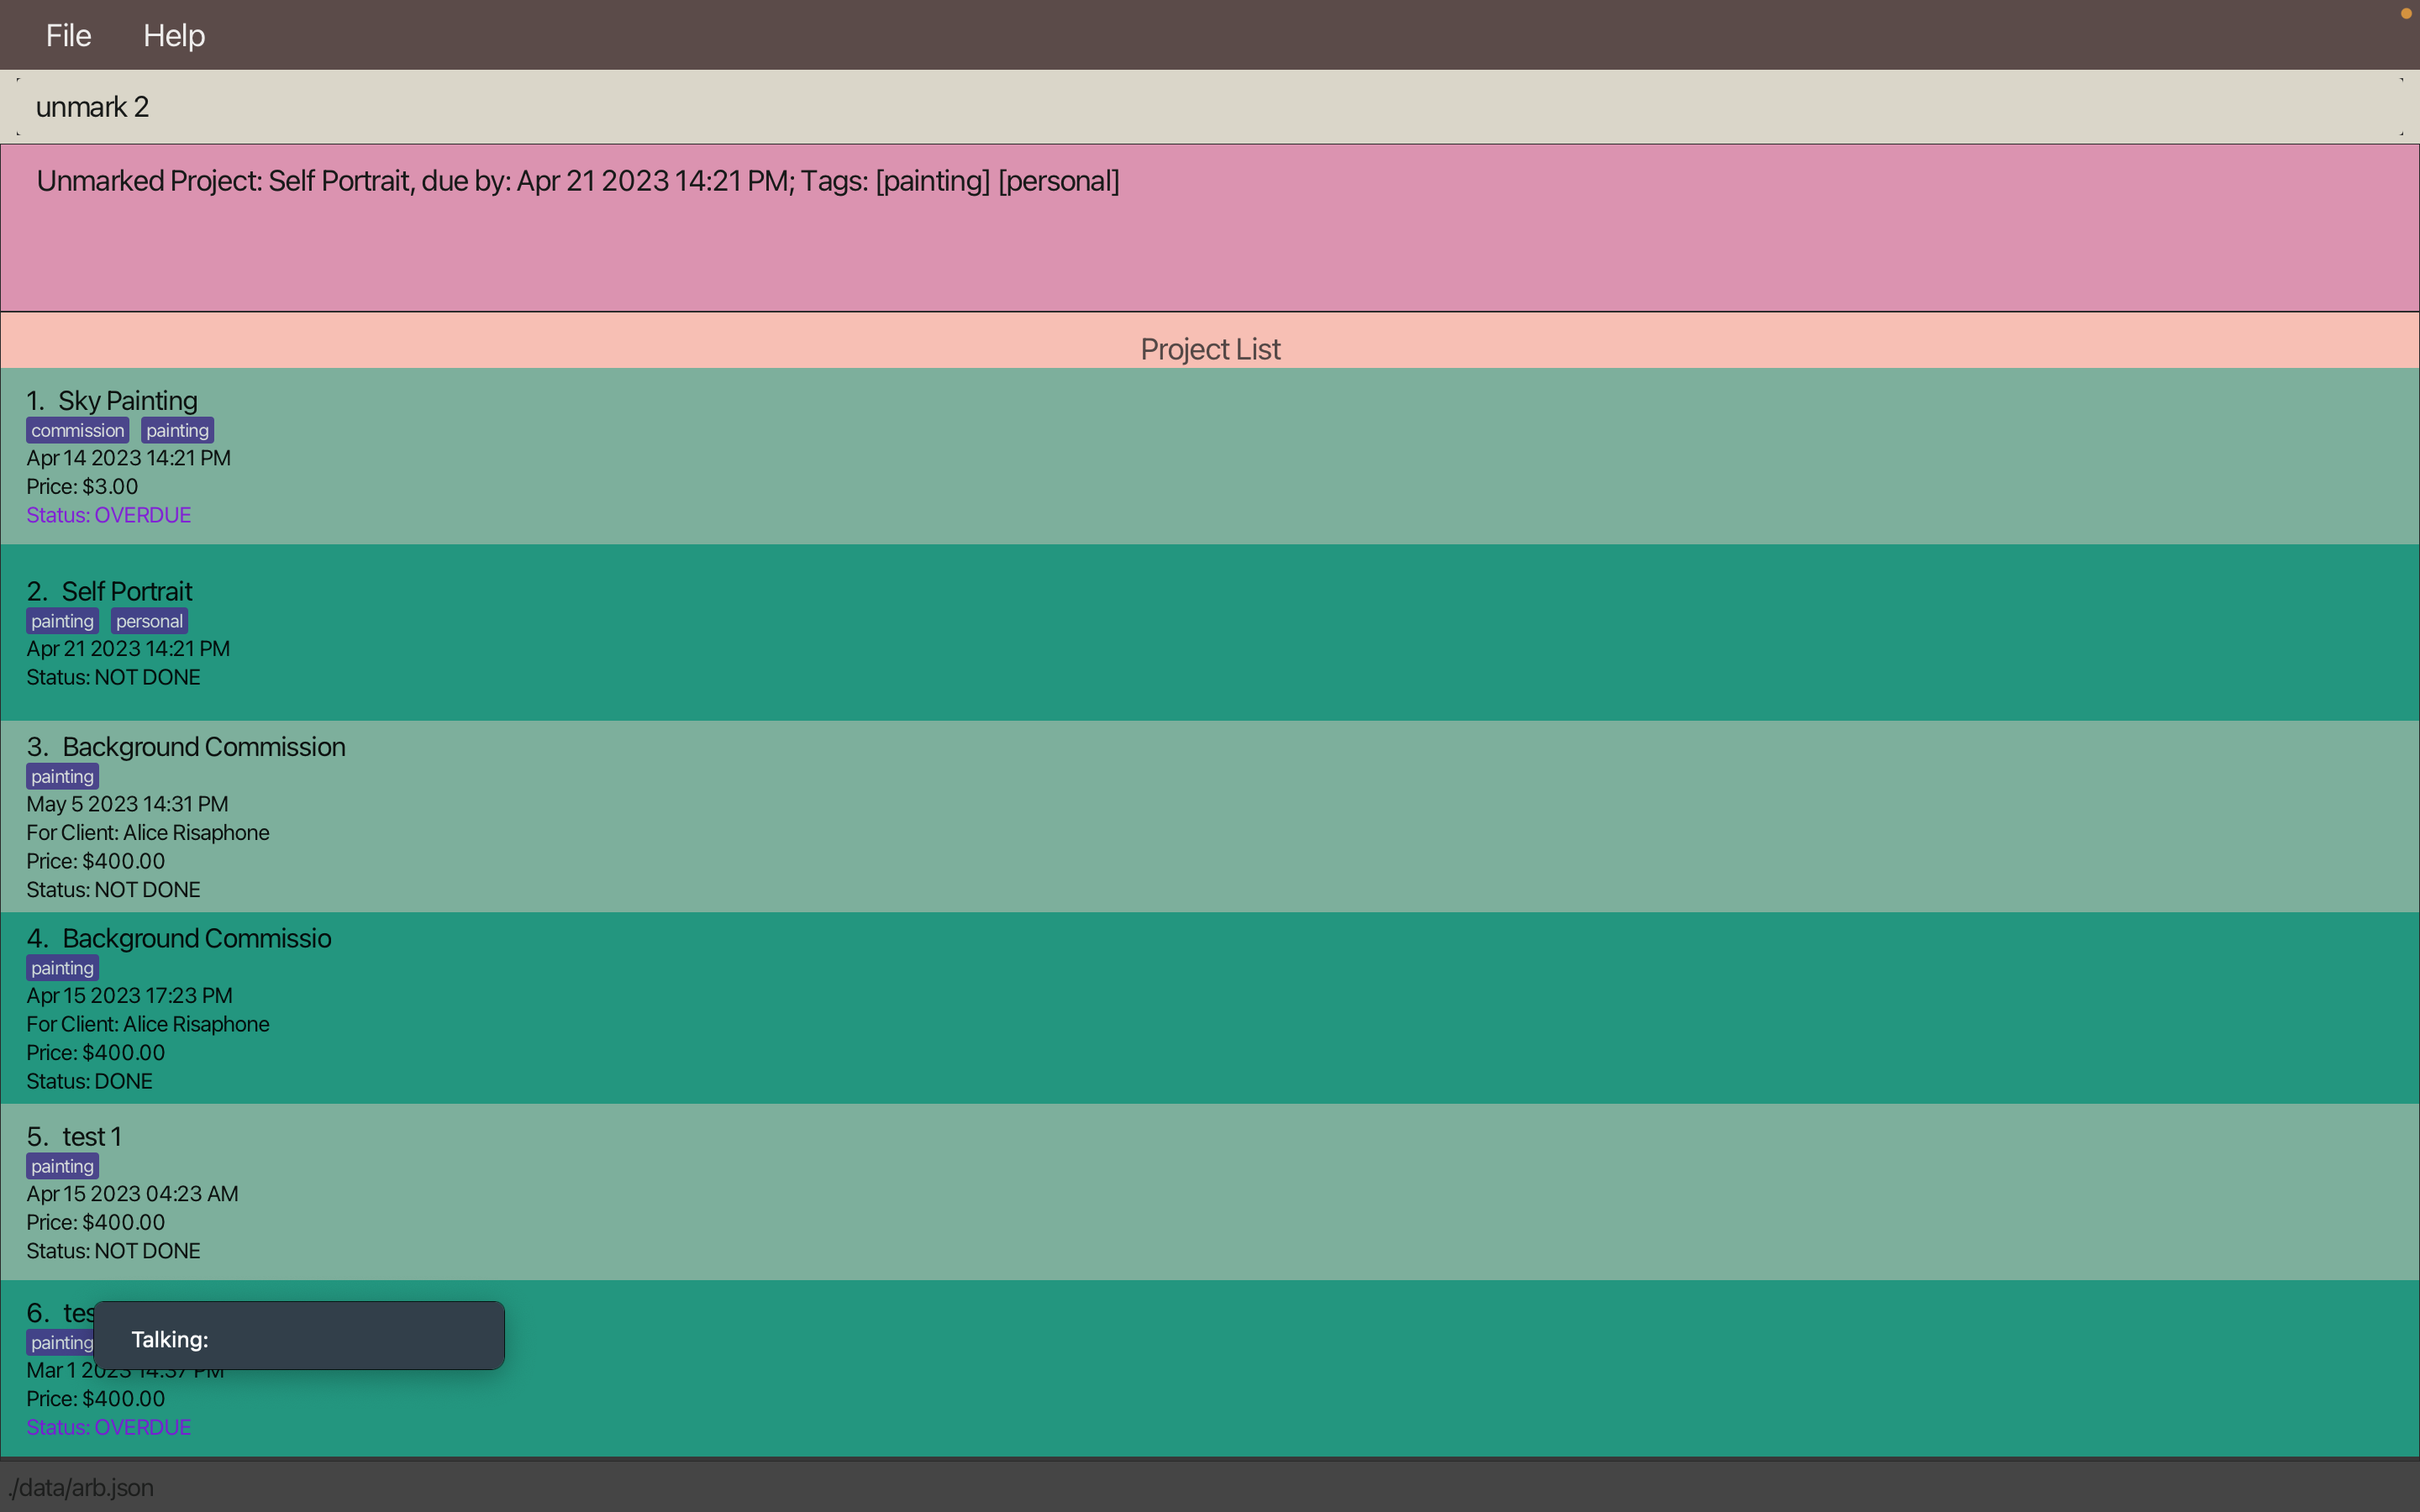 File Help
unmark 2
Unmarked Project: Self Portrait, due by: Apr 21 2023 14:21 PM; Tags: [painting] [personal]
Project List
1. Sky Painting
commission painting
Apr 14 2023 14:21 PM
Price: $3.00
Status: OVERDUE
2. Self Portrait
painting personal
Apr 21 2023 14:21 PM
Status: NOT DONE
3. Background Commission
painting
May 5 2023 14:31 PM
For Client: Alice Risaphone
Price: $400.00
Status: NOT DONE
4. Background Commissio
painting
Apr 15 2023 17:23 PM
For Client: Alice Risaphone
Price: $400.00
Status: DONE
5. test 1
painting
Apr 15 2023 04:23 AM
Price: $400.00
Status: NOT DONE
6.
painting
Talking:
Mar 1 2023 14:37 PM
Price: $400.00
Status: OVERDUE
./data/arb.json